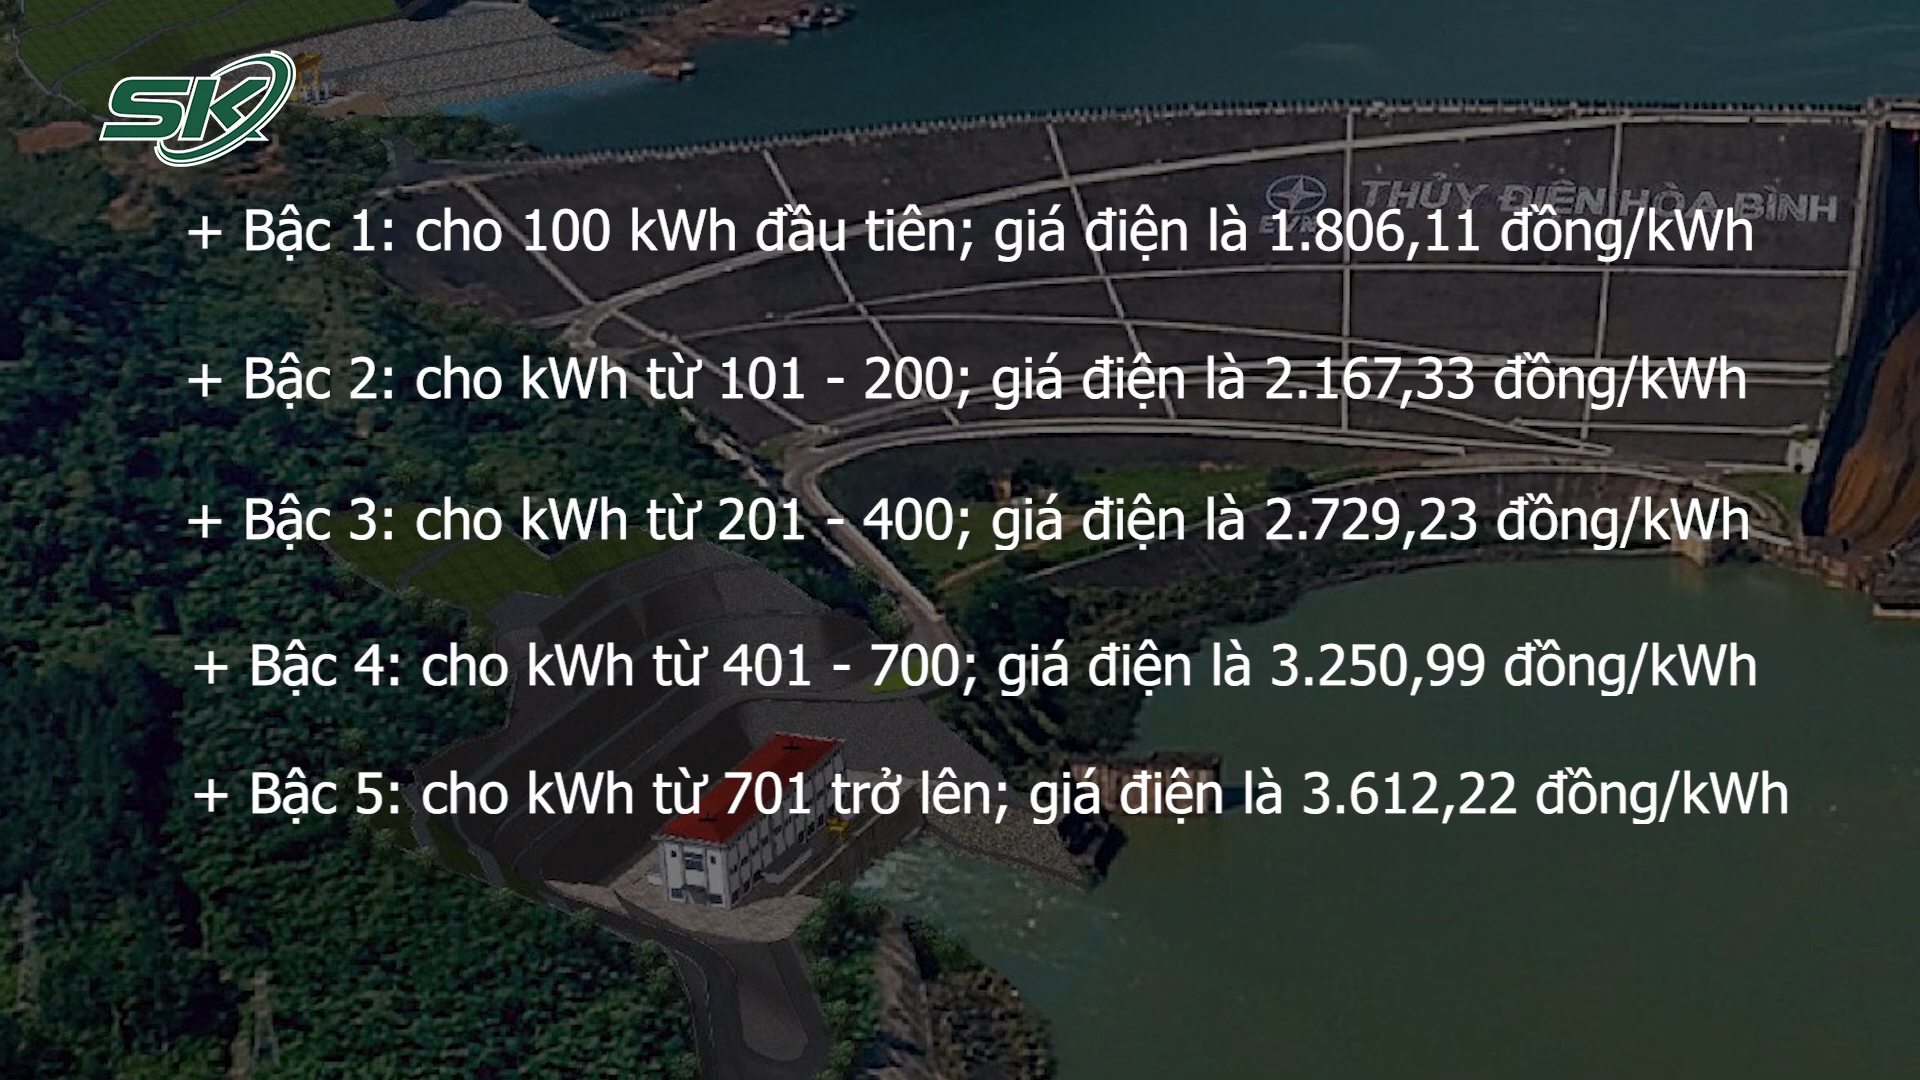 SK
THỦY ĐIỆN HÒA BÌNH
EVN
+ Bậc 1: cho 100 kWh đầu tiên; giá điện là 1.806,11 đồng/kWh
+ Bậc 2: cho kWh từ 101 - 200; giá điện là 2.167,33 đồng/kWh
+ Bậc 3: cho kWh từ 201 - 400; giá điện là 2.729,23 đồng/kWh
+ Bậc 4: cho kWh từ 401 - 700; giá điện là 3.250,99 đồng/kWh
+ Bậc 5: cho kWh từ 701 trở lên; giá điện là 3.612,22 đồng/kWh